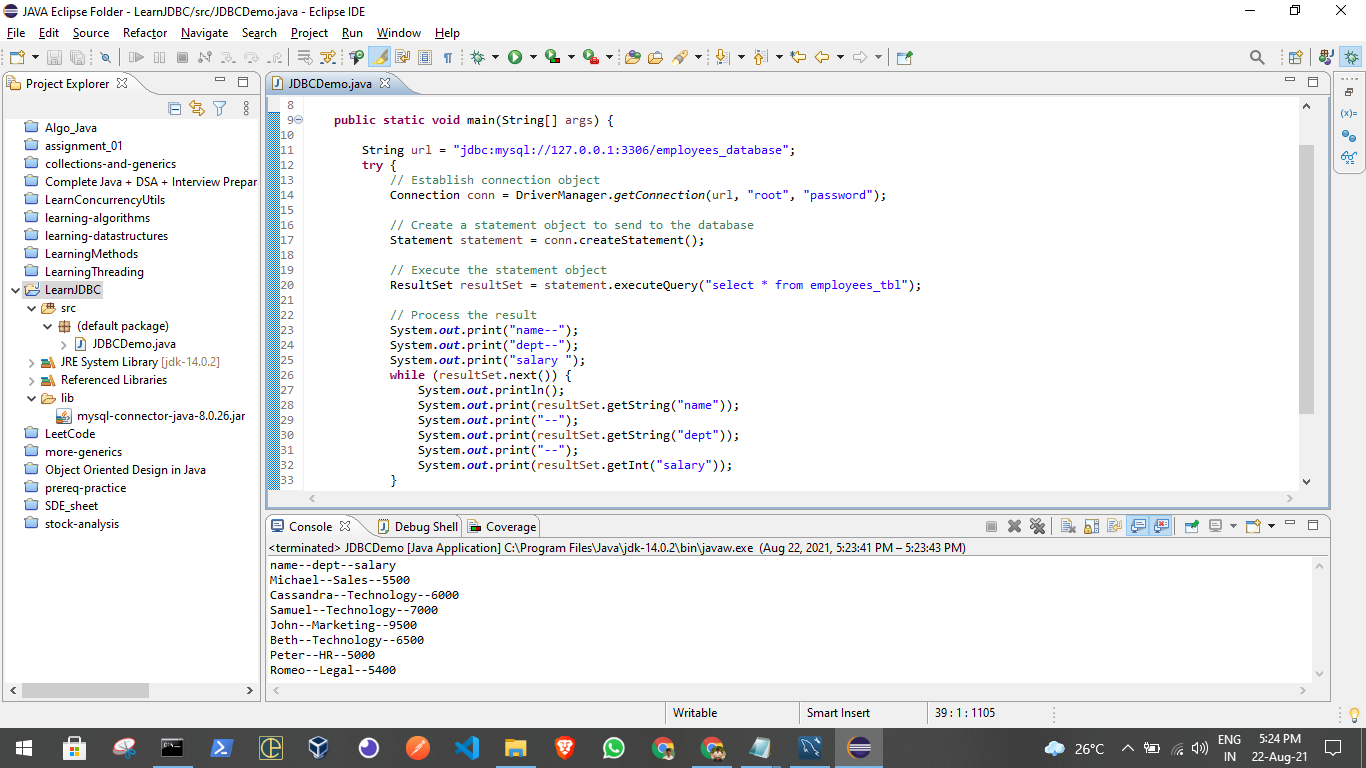 JAVA Eclipse Folder - LearnJDBC/src/JDBCDemo.java - Eclipse IDE
File Edit Source Refactor Navigate Search Project Run Window Help
Project Explorer
Algo_Java
assignment_01
collections-and-generics
Complete Java + DSA + Interview Prepar
LearnConcurrencyUtils
learning-algorithms
learning-datastructures
LearningMethods
LearningThreading
LearnJDBC
src
(default package)
JDBCDemo.java
JRE System Library [jdk-14.0.2]
Referenced Libraries
lib
mysql-connector-java-8.0.26.jar
LeetCode
more-generics
Object Oriented Design in Java
prereq-practice
SDE_sheet
stock-analysis
JDBCDemo.java
8
9 public static void main(String[] args) {
10
11 String url = "jdbc:mysql://127.0.0.1:3306/employees_database";
12 try {
13 // Establish connection object
14 Connection conn = DriverManager.getConnection(url, "root", "password");
15
16 // Create a statement object to send to the database
17 Statement statement = conn.createStatement();
18
19 // Execute the statement object
20 ResultSet resultSet = statement.executeQuery("select * from employees_tbl");
21
22 // Process the result
23 System.out.print("name--");
24 System.out.print("dept--");
25 System.out.print("salary ");
26 while (resultSet.next()) {
27 System.out.println();
28 System.out.print(resultSet.getString("name"));
29 System.out.print("--");
30 System.out.print(resultSet.getString("dept"));
31 System.out.print("--");
32 System.out.print(resultSet.getInt("salary"));
33 }
(x)=
Console Debug Shell Coverage
<terminated> JDBCDemo [Java Application] C:\Program Files\Java\jdk-14.0.2\bin\javaw.exe (Aug 22, 2021, 5:23:41 PM – 5:23:43 PM)
name--dept--salary
Michael--Sales--5500
Cassandra--Technology--6000
Samuel--Technology--7000
John--Marketing--9500
Beth--Technology--6500
Peter--HR--5000
Romeo--Legal--5400
Writable Smart Insert 39 : 1 : 1105
26°C
ENG
IN
5:24 PM
22-Aug-21